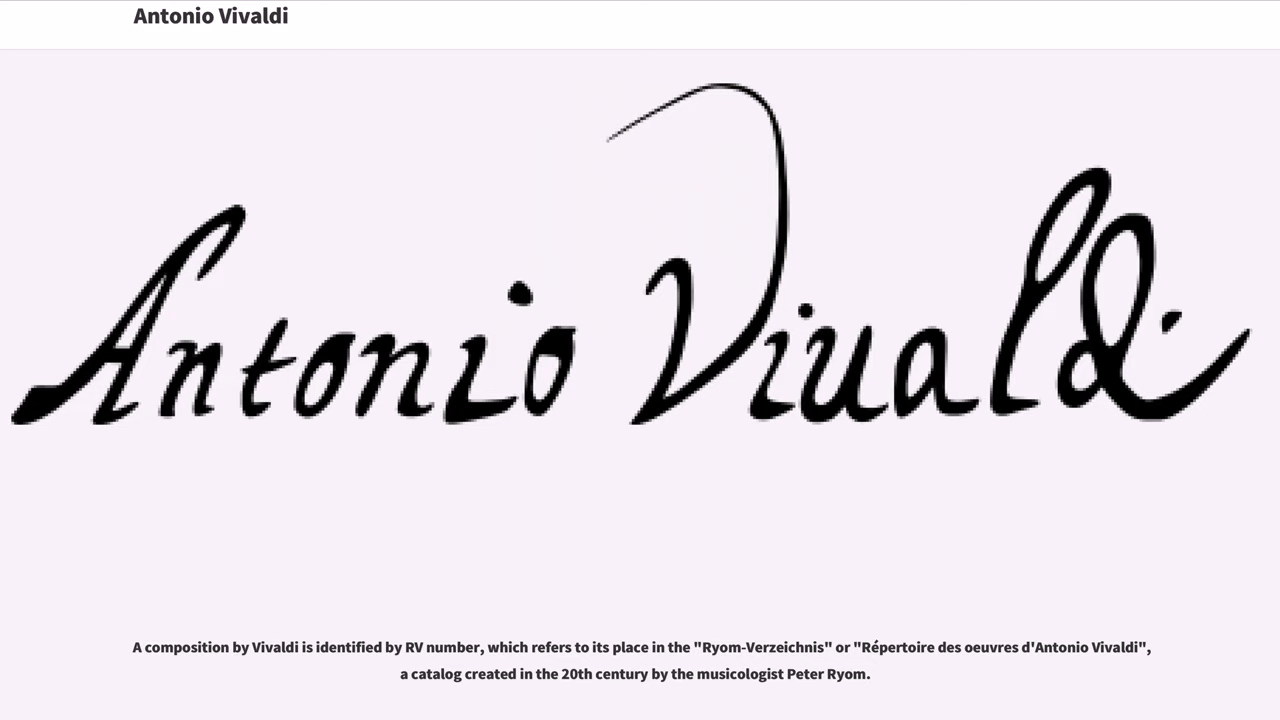 Antonio Vivaldi
Antonio Viualdi
A composition by Vivaldi is identified by RV number, which refers to its place in the "Ryom-Verzeichnis" or "Répertoire des oeuvres d'Antonio Vivaldi",
a catalog created in the 20th century by the musicologist Peter Ryom.